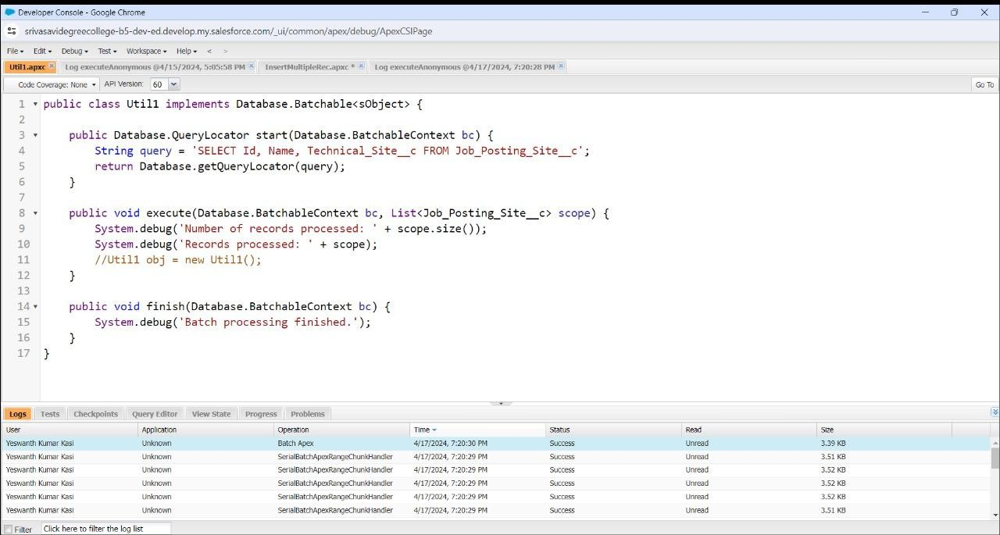 Developer Console - Google Chrome
srivasavidegreecollege-b5-dev-ed.develop.my.salesforce.com/_ui/common/apex/debug/ApexCSIPage
File Edit Debug Test Workspace Help < >
Util1.apxc Log executeAnonymous @4/15/2024, 5:05:58 PM InsertMultipleRec.apxc * Log executeAnonymous @4/17/2024, 7:20:28 PM
Code Coverage: None API Version: 60 Go To
1 public class Util1 implements Database.Batchable<sObject> {
2
3 public Database.QueryLocator start(Database.BatchableContext bc) {
4 String query = 'SELECT Id, Name, Technical_Site__c FROM Job_Posting_Site__c';
5 return Database.getQueryLocator(query);
6 }
7
8 public void execute(Database.BatchableContext bc, List<Job_Posting_Site__c> scope) {
9 System.debug('Number of records processed: ' + scope.size());
10 System.debug('Records processed: ' + scope);
11 //Util1 obj = new Util1();
12 }
13
14 public void finish(Database.BatchableContext bc) {
15 System.debug('Batch processing finished.');
16 }
17 }
Logs Tests Checkpoints Query Editor View State Progress Problems
User Application Operation Time Status Read Size
Yeswanth Kumar Kasi Unknown Batch Apex 4/17/2024, 7:20:30 PM Success Unread 3.39 KB
Yeswanth Kumar Kasi Unknown SerialBatchApexRangeChunkHandler 4/17/2024, 7:20:29 PM Success Unread 3.51 KB
Yeswanth Kumar Kasi Unknown SerialBatchApexRangeChunkHandler 4/17/2024, 7:20:29 PM Success Unread 3.52 KB
Yeswanth Kumar Kasi Unknown SerialBatchApexRangeChunkHandler 4/17/2024, 7:20:29 PM Success Unread 3.52 KB
Yeswanth Kumar Kasi Unknown SerialBatchApexRangeChunkHandler 4/17/2024, 7:20:29 PM Success Unread 3.52 KB
Yeswanth Kumar Kasi Unknown SerialBatchApexRangeChunkHandler 4/17/2024, 7:20:29 PM Success Unread 3.51 KB
Filter Click here to filter the log list